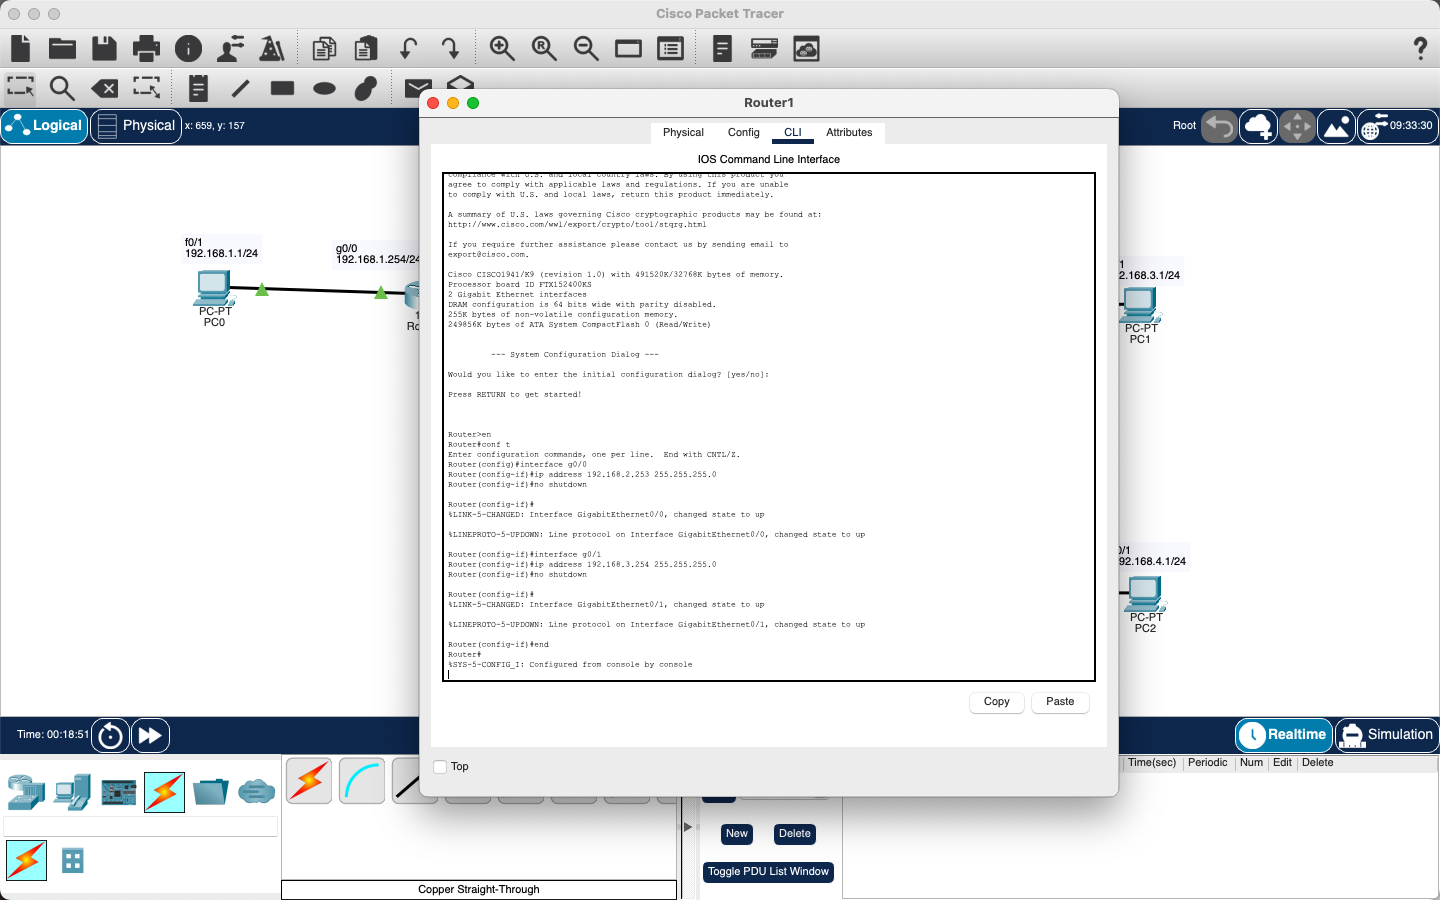 Cisco Packet Tracer
Logical
Physical
x: 659, y: 157
Root
09:33:30
Router1
Physical
Config
CLI
Attributes
IOS Command Line Interface
compliance with U.S. and local country laws. By using this product you
agree to comply with applicable laws and regulations. If you are unable
to comply with U.S. and local laws, return this product immediately.
A summary of U.S. laws governing Cisco cryptographic products may be found at:
http://www.cisco.com/wwl/export/crypto/tool/stqrg.html
If you require further assistance please contact us by sending email to
export@cisco.com.
Cisco CISCO1941/K9 (revision 1.0) with 491520K/32768K bytes of memory.
Processor board ID FTX152400KS
2 Gigabit Ethernet interfaces
DRAM configuration is 64 bits wide with parity disabled.
255K bytes of non-volatile configuration memory.
249856K bytes of ATA System CompactFlash 0 (Read/Write)
--- System Configuration Dialog ---
Would you like to enter the initial configuration dialog? [yes/no]:
Press RETURN to get started!
Router>en
Router#conf t
Enter configuration commands, one per line.  End with CNTL/Z.
Router(config)#interface g0/0
Router(config-if)#ip address 192.168.2.253 255.255.255.0
Router(config-if)#no shutdown
Router(config-if)#
%LINK-5-CHANGED: Interface GigabitEthernet0/0, changed state to up
%LINEPROTO-5-UPDOWN: Line protocol on Interface GigabitEthernet0/0, changed state to up
Router(config-if)#interface g0/1
Router(config-if)#ip address 192.168.3.254 255.255.255.0
Router(config-if)#no shutdown
Router(config-if)#
%LINK-5-CHANGED: Interface GigabitEthernet0/1, changed state to up
%LINEPROTO-5-UPDOWN: Line protocol on Interface GigabitEthernet0/1, changed state to up
Router(config-if)#end
Router#
%SYS-5-CONFIG_I: Configured from console by console
Copy
Paste
Top
f0/1
192.168.1.1/24
g0/0
192.168.1.254/24
PC-PT
PC0
1
Ro
1
2.168.3.1/24
PC-PT
PC1
0/1
92.168.4.1/24
PC-PT
PC2
Time: 00:18:51
Realtime
Simulation
Time(sec)
Periodic
Num
Edit
Delete
New
Delete
Toggle PDU List Window
Copper Straight-Through